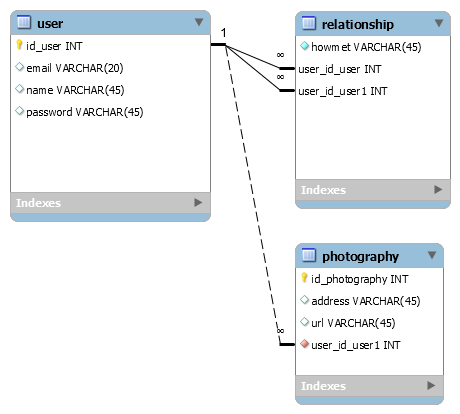 user
id_user INT
email VARCHAR(20)
name VARCHAR(45)
password VARCHAR(45)
Indexes
1
∞
∞
relationship
howmet VARCHAR(45)
user_id_user INT
user_id_user1 INT
Indexes
∞
photography
id_photography INT
address VARCHAR(45)
url VARCHAR(45)
user_id_user1 INT
Indexes